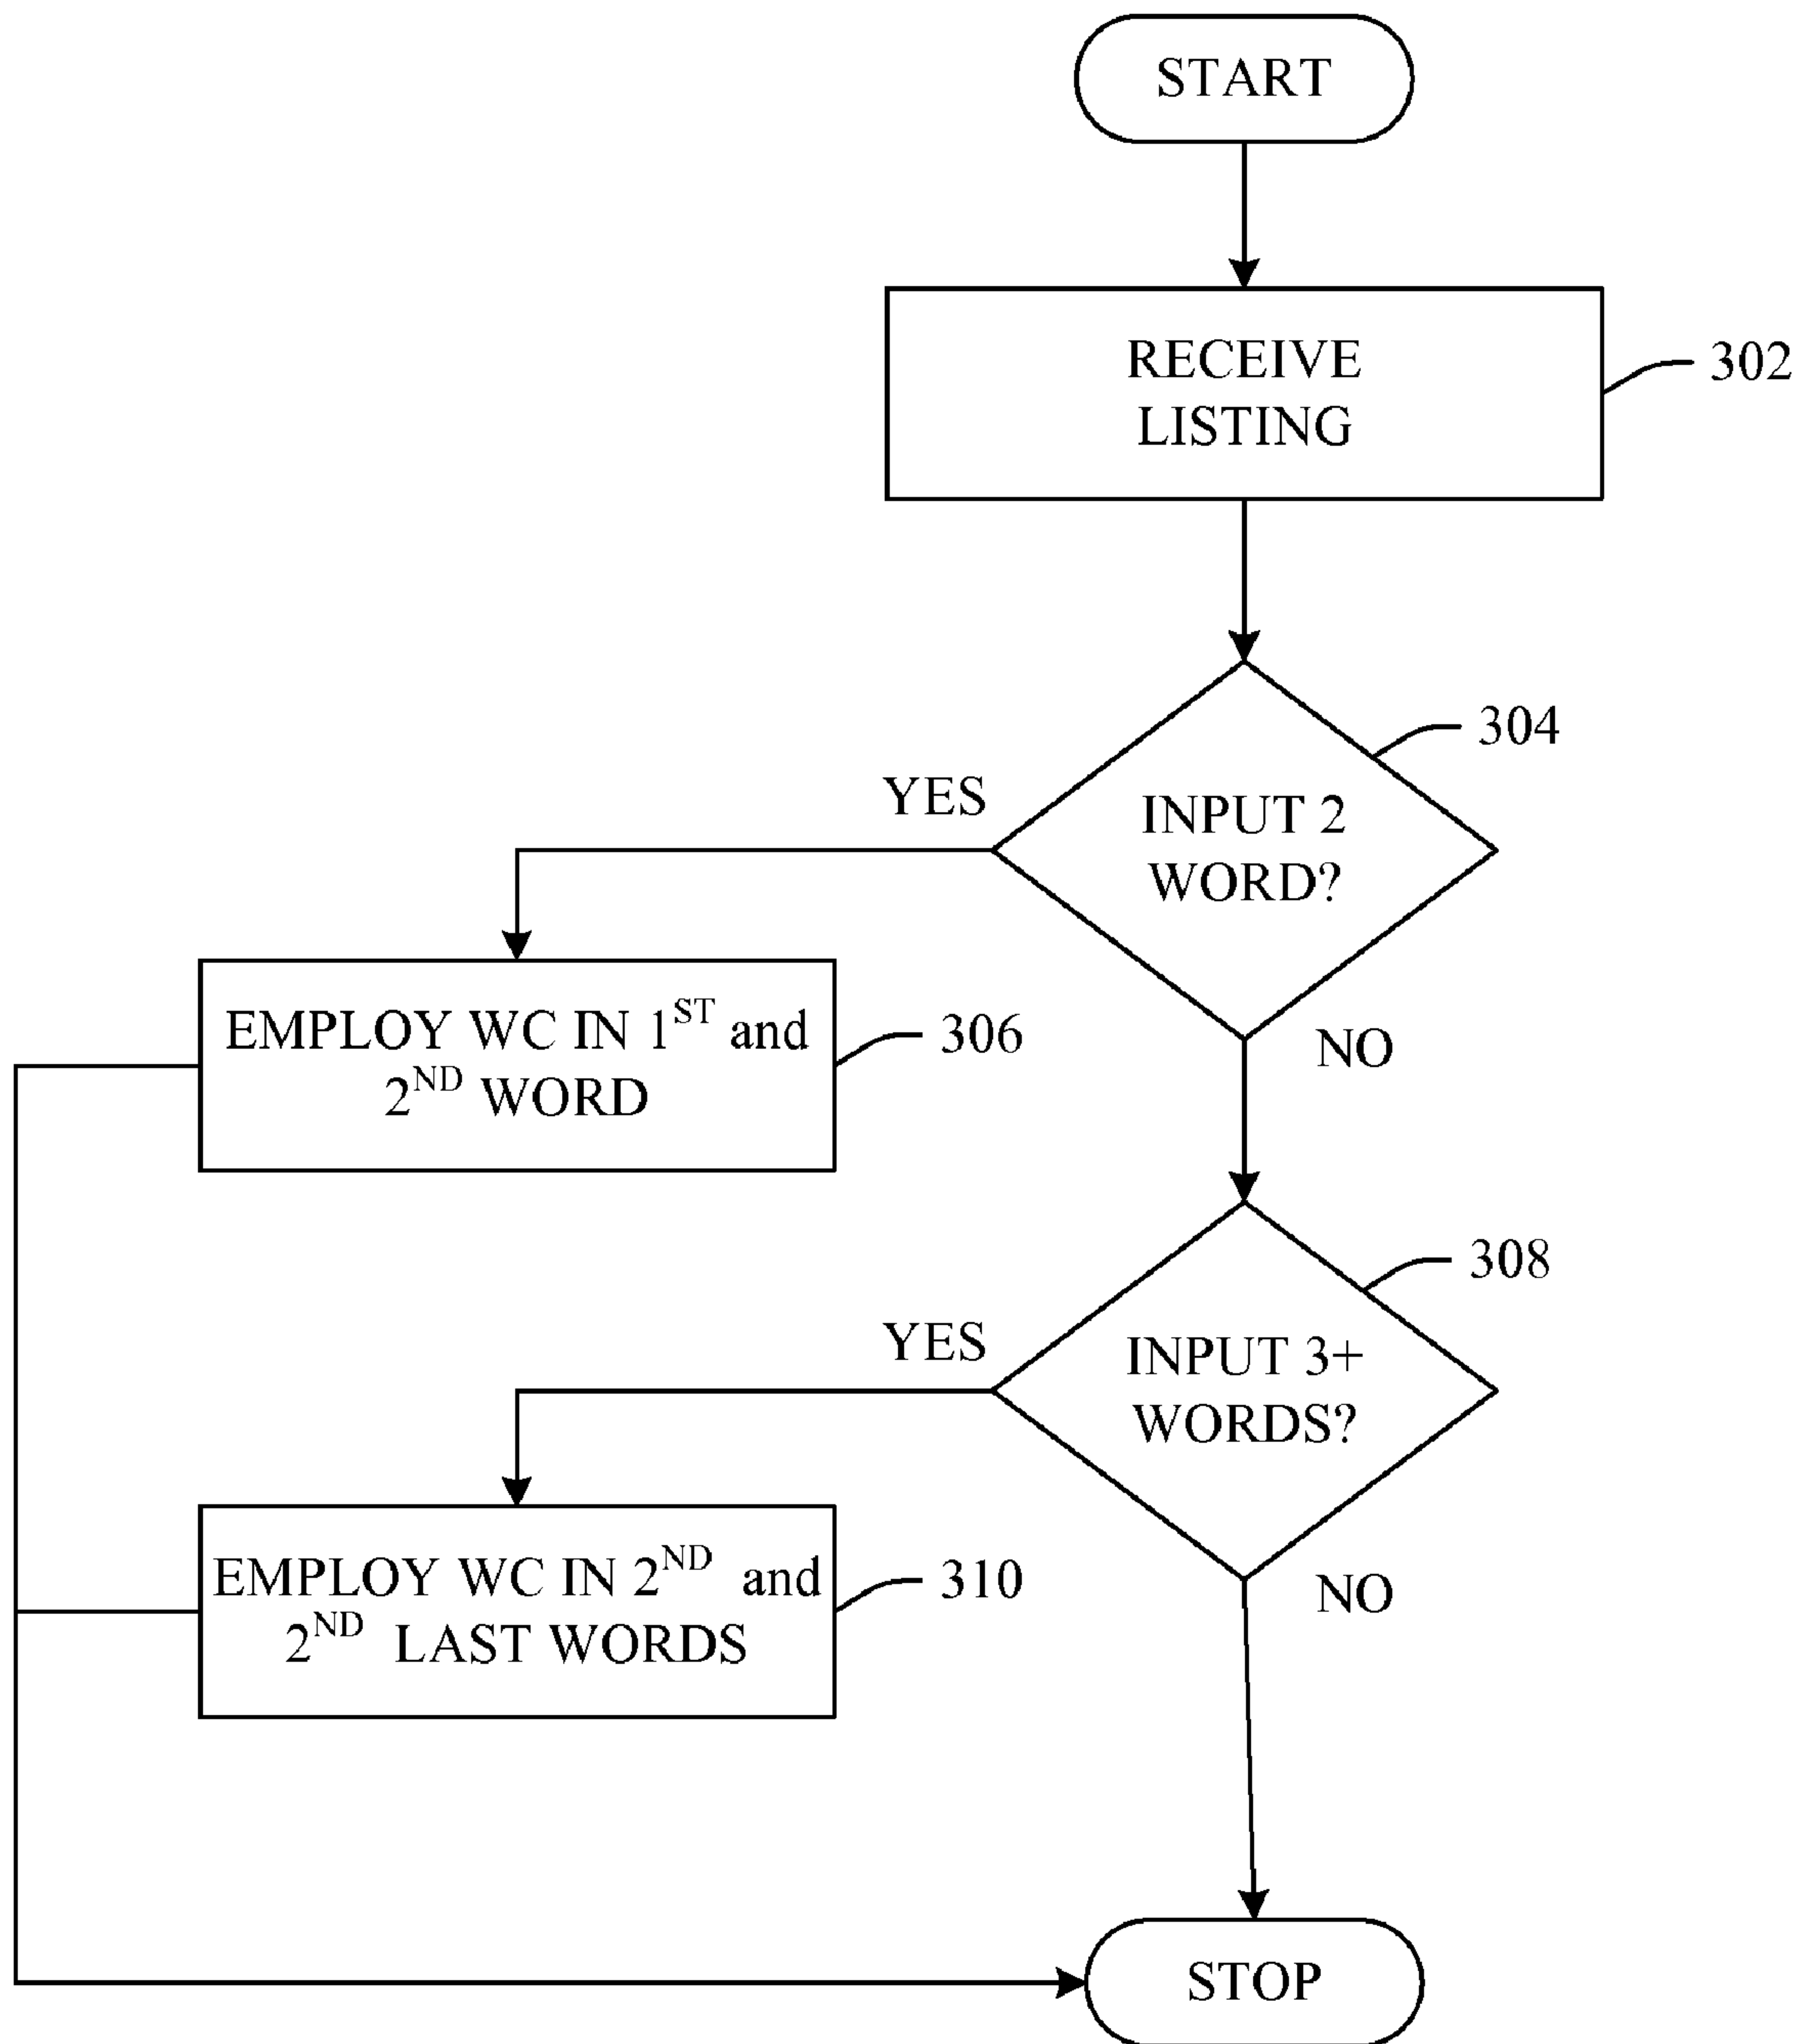 START
RECEIVE
LISTING
302
304
INPUT 2
WORD?
YES
NO
EMPLOY WC IN 1ST and
2ND WORD
306
308
INPUT 3+
WORDS?
YES
NO
EMPLOY WC IN 2ND and
2ND LAST WORDS
310
STOP